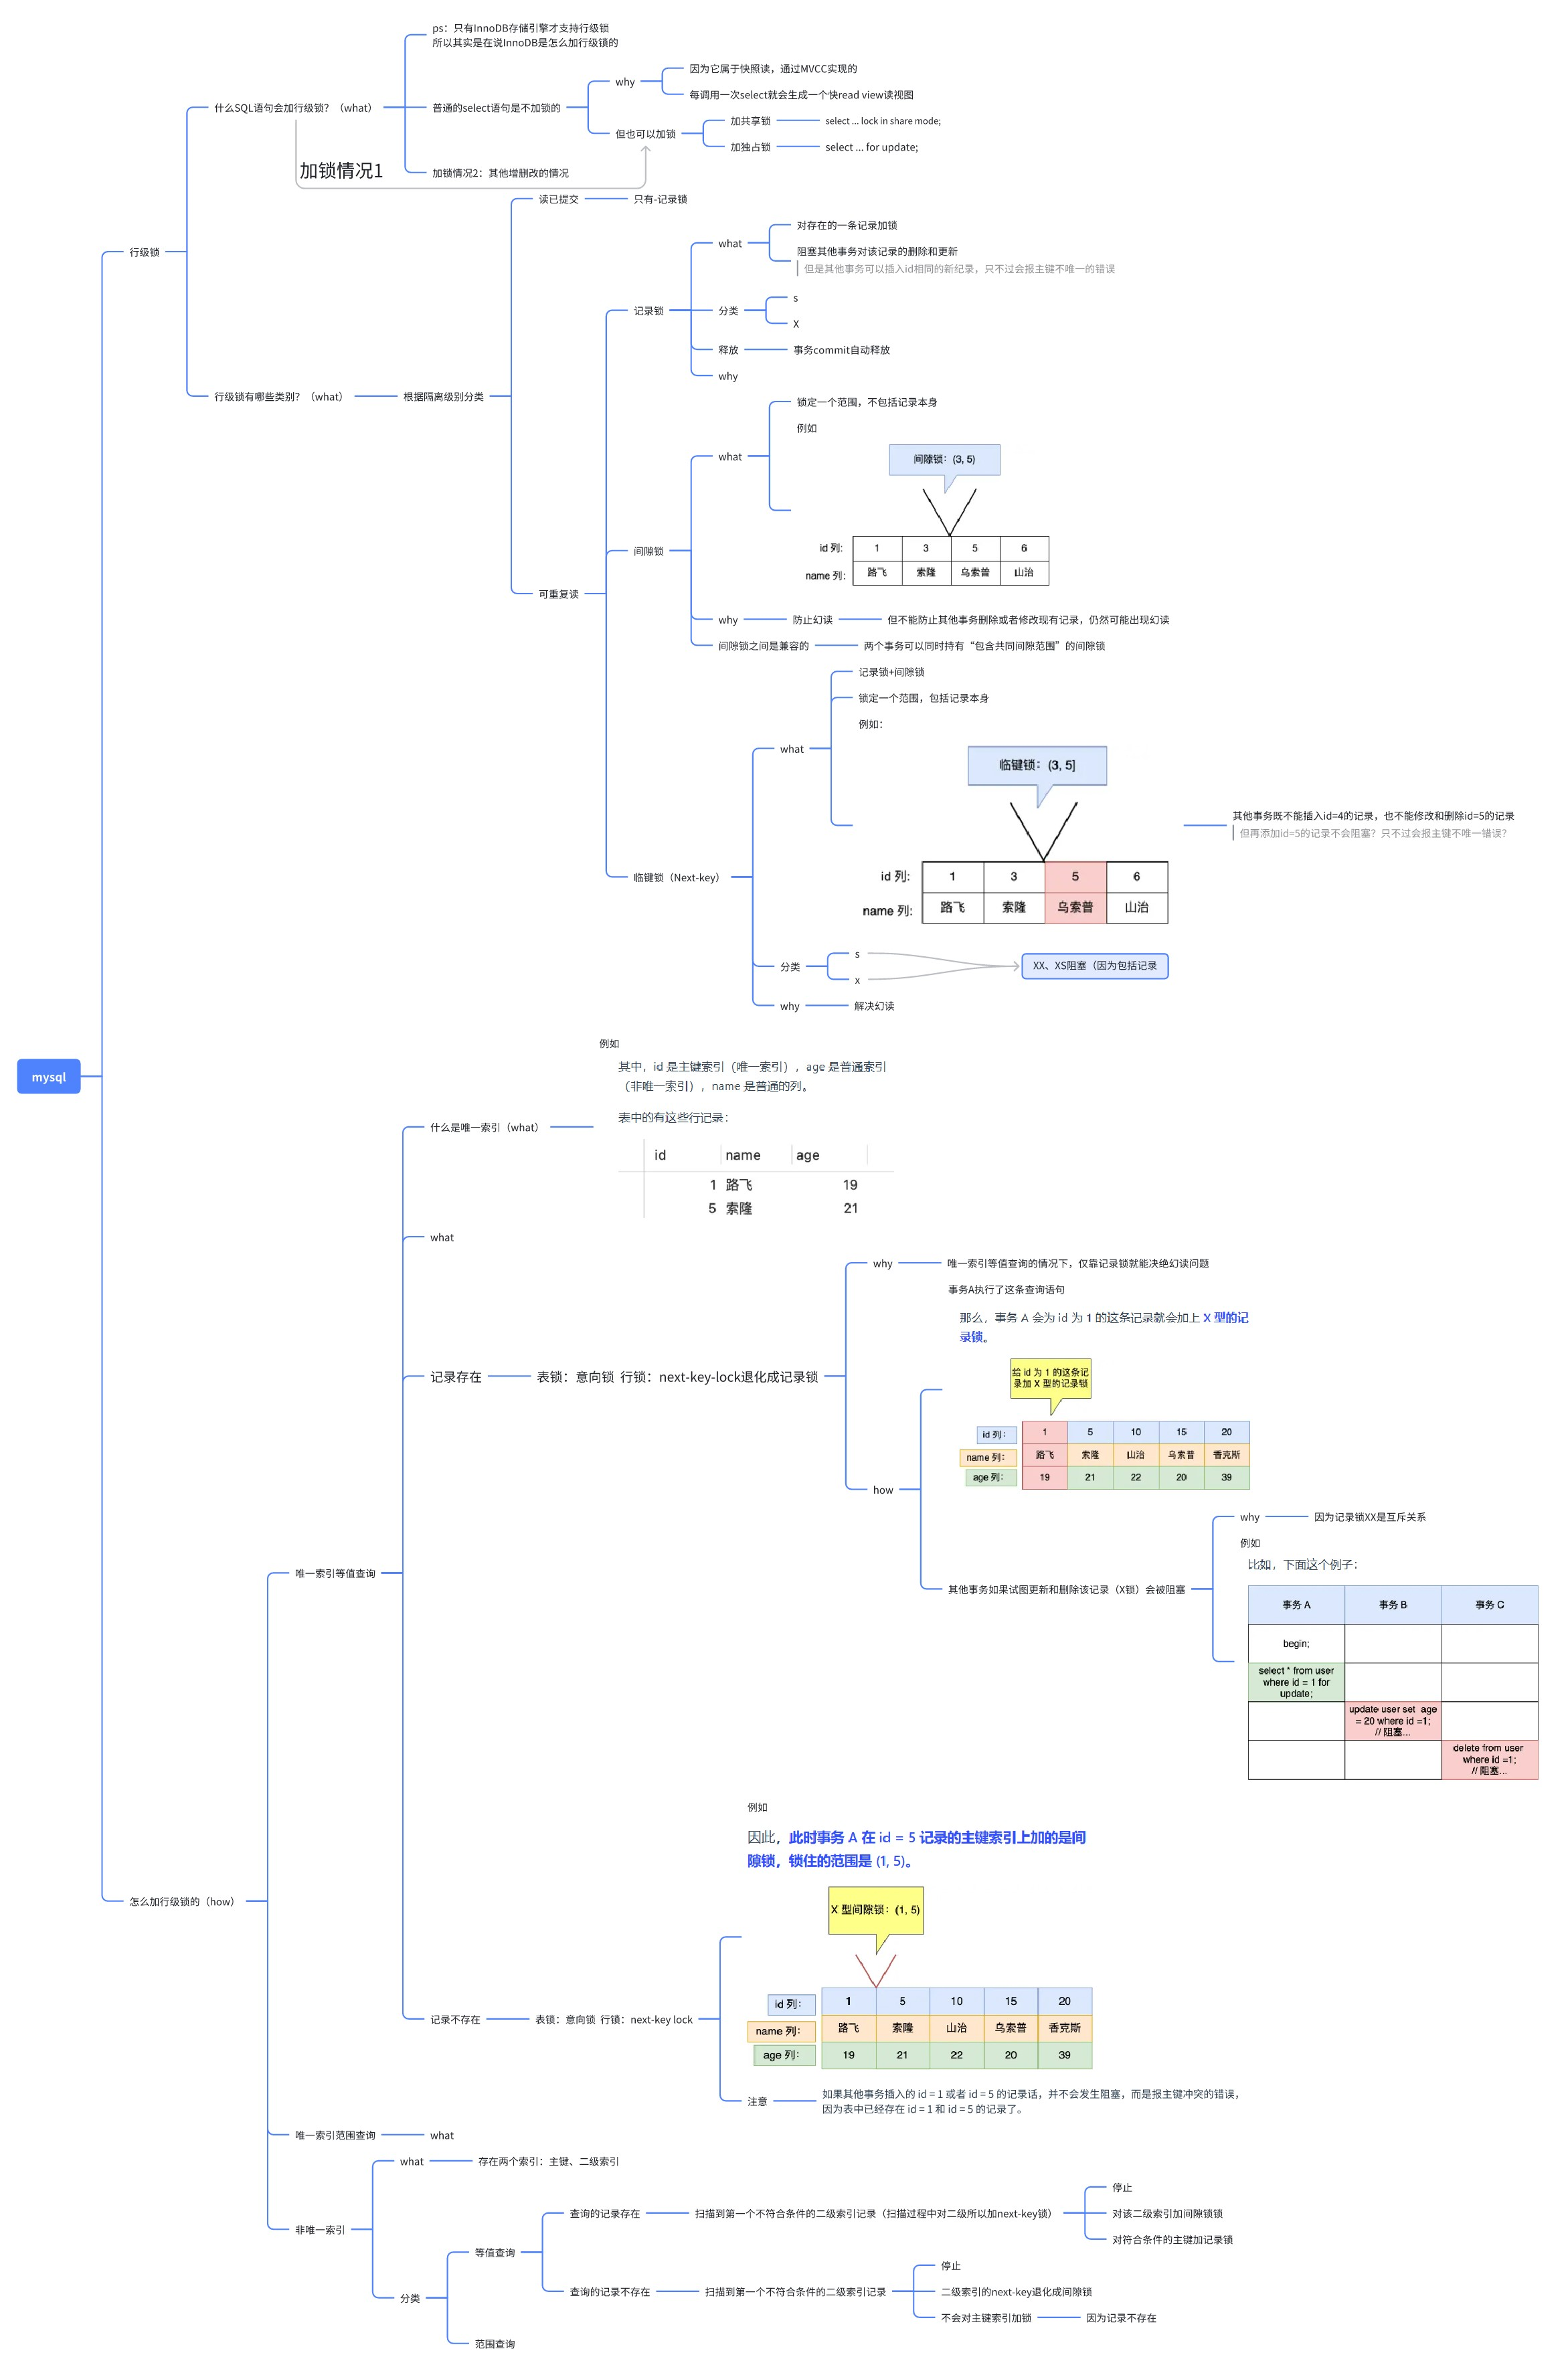 mysql
行级锁
什么SQL语句会加行级锁？（what）
ps：只有InnoDB存储引擎才支持行级锁
所以其实是在说InnoDB是怎么加行级锁的
普通的select语句是不加锁的
why
因为它属于快照读，通过MVCC实现的
每调用一次select就会生成一个快read view读视图
但也可以加锁
加共享锁
select ... lock in share mode;
加独占锁
select ... for update;
加锁情况1
加锁情况2：其他增删改的情况
行级锁有哪些类别？（what）
根据隔离级别分类
读已提交
只有-记录锁
可重复读
记录锁
what
对存在的一条记录加锁
阻塞其他事务对该记录的删除和更新
但是其他事务可以插入id相同的新纪录，只不过会报主键不唯一的错误
分类
s
X
释放
事务commit自动释放
why
间隙锁
what
锁定一个范围，不包括记录本身
例如
间隙锁：(3, 5)
id 列: 1 3 5 6
name 列: 路飞 索隆 乌索普 山治
why
防止幻读
但不能防止其他事务删除或者修改现有记录，仍然可能出现幻读
间隙锁之间是兼容的
两个事务可以同时持有“包含共同间隙范围”的间隙锁
临键锁（Next-key）
what
记录锁+间隙锁
锁定一个范围，包括记录本身
例如：
临键锁：(3, 5]
id 列: 1 3 5 6
name 列: 路飞 索隆 乌索普 山治
其他事务既不能插入id=4的记录，也不能修改和删除id=5的记录
但再添加id=5的记录不会阻塞？只不过会报主键不唯一错误？
分类
s
x
XX、XS阻塞（因为包括记录
why
解决幻读
怎么加行级锁的（how）
唯一索引等值查询
什么是唯一索引（what）
例如
其中，id 是主键索引（唯一索引），age 是普通索引
（非唯一索引），name 是普通的列。
表中的有这些行记录：
id name age
1 路飞 19
5 索隆 21
what
记录存在
表锁：意向锁 行锁：next-key-lock退化成记录锁
why
唯一索引等值查询的情况下，仅靠记录锁就能决绝幻读问题
how
事务A执行了这条查询语句
那么，事务 A 会为 id 为 1 的这条记录就会加上 X 型的记
录锁。
给 id 为 1 的这条记
录加 X 型的记录锁
id 列： 1 5 10 15 20
name 列： 路飞 索隆 山治 乌索普 香克斯
age 列： 19 21 22 20 39
其他事务如果试图更新和删除该记录（X锁）会被阻塞
why
因为记录锁XX是互斥关系
例如
比如，下面这个例子：
事务 A 事务 B 事务 C
begin;
select * from user
where id = 1 for
update;
update user set age
= 20 where id =1;
// 阻塞...
delete from user
where id =1;
// 阻塞...
记录不存在
表锁：意向锁 行锁：next-key lock
例如
因此，此时事务 A 在 id = 5 记录的主键索引上加的是间
隙锁，锁住的范围是 (1, 5)。
X 型间隙锁：(1, 5)
id 列： 1 5 10 15 20
name 列： 路飞 索隆 山治 乌索普 香克斯
age 列： 19 21 22 20 39
注意
如果其他事务插入的 id = 1 或者 id = 5 的记录话，并不会发生阻塞，而是报主键冲突的错误，
因为表中已经存在 id = 1 和 id = 5 的记录了。
唯一索引范围查询
what
非唯一索引
what
存在两个索引：主键、二级索引
分类
等值查询
查询的记录存在
扫描到第一个不符合条件的二级索引记录（扫描过程中对二级所以加next-key锁）
停止
对该二级索引加间隙锁锁
对符合条件的主键加记录锁
查询的记录不存在
扫描到第一个不符合条件的二级索引记录
停止
二级索引的next-key退化成间隙锁
不会对主键索引加锁
因为记录不存在
范围查询